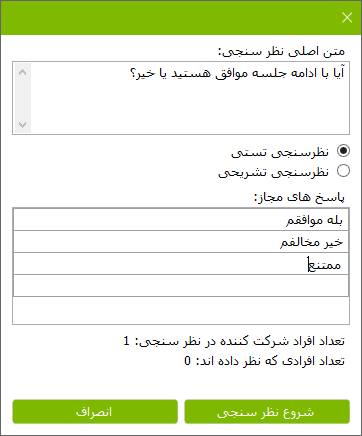 متن اصلی نظر سنجی:
آیا با ادامه جلسه موافق هستید یا خیر؟
نظرسنجی تستی
نظرسنجی تشریحی
پاسخ های مجاز:
بله موافقم
خیر مخالفم
ممتنع
تعداد افراد شرکت کننده در نظر سنجی: 1
تعداد افرادی که نظر داده اند: 0
شروع نظر سنجی
انصراف